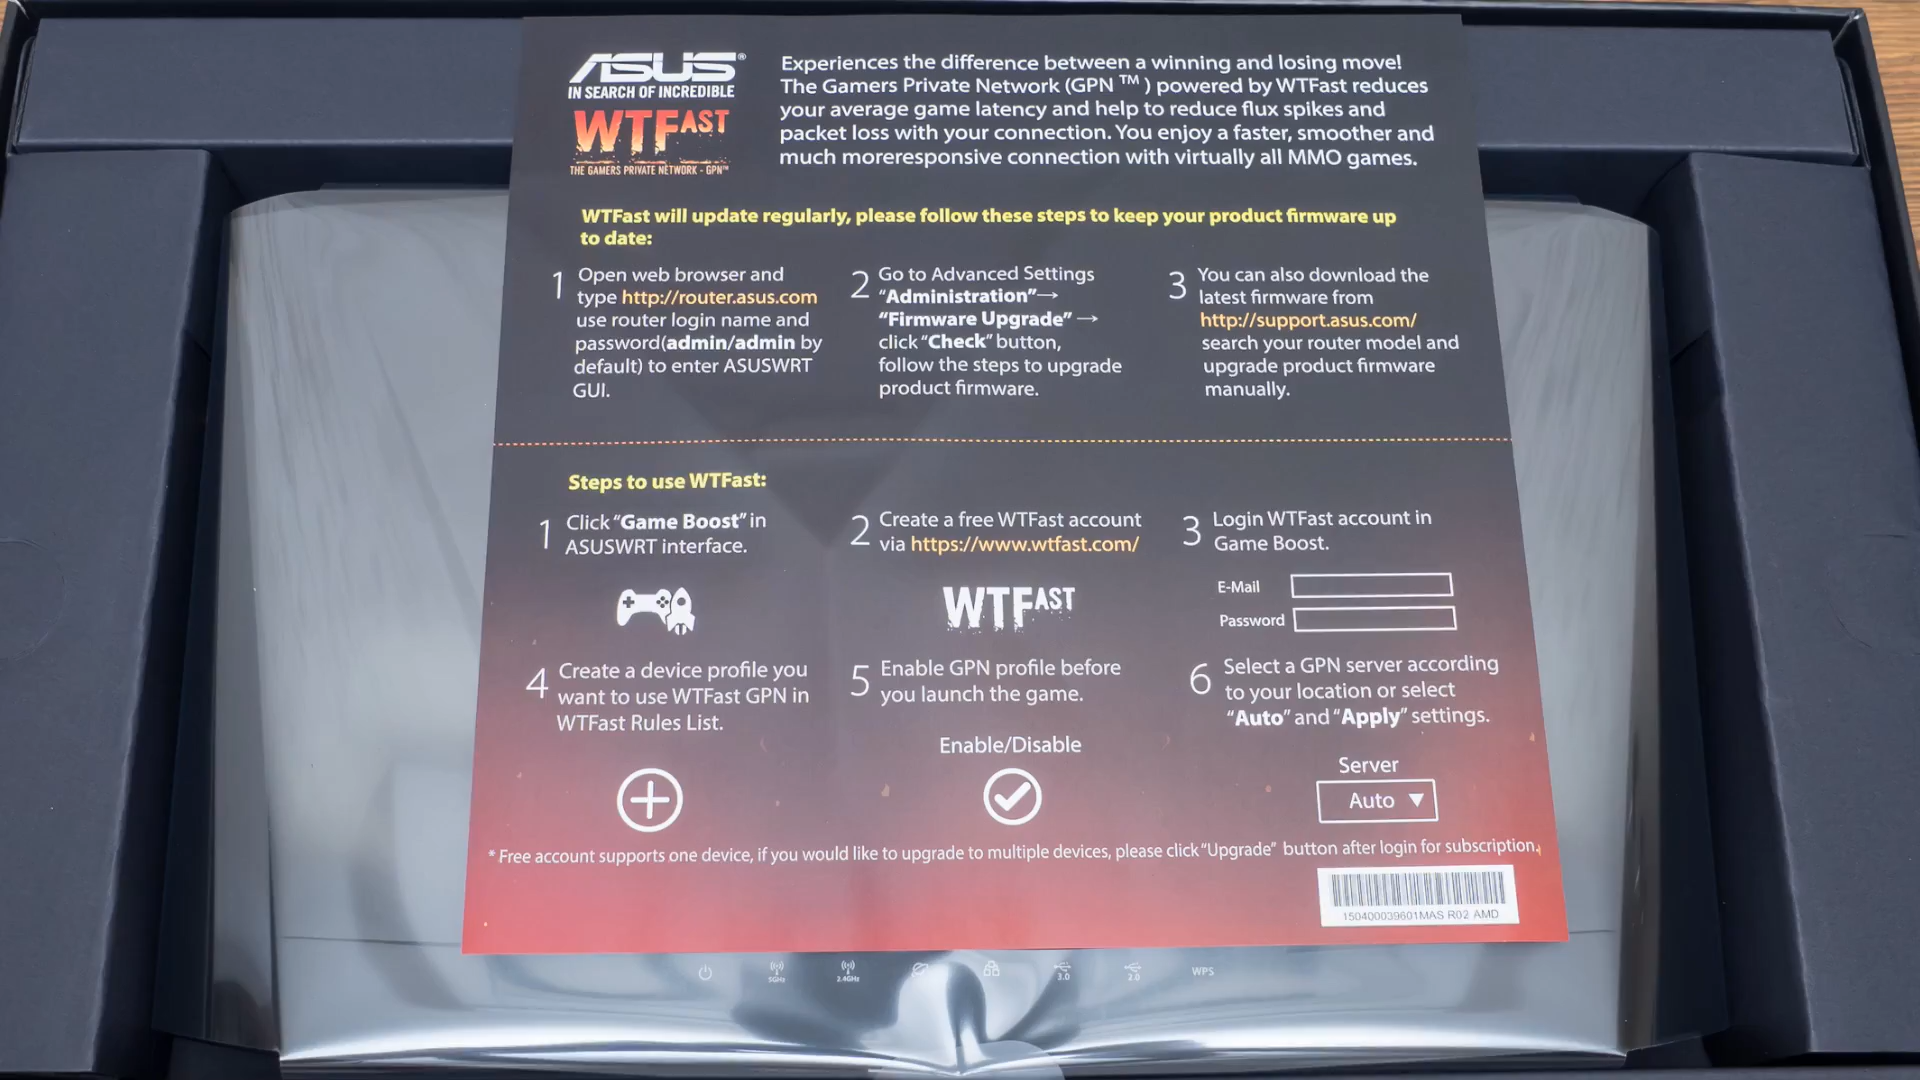 ASUS®
IN SEARCH OF INCREDIBLE
WTFAST
THE GAMERS PRIVATE NETWORK - GPN™
Experiences the difference between a winning and losing move!
The Gamers Private Network (GPN ™ ) powered by WTFast reduces
your average game latency and help to reduce flux spikes and
packet loss with your connection. You enjoy a faster, smoother and
much moreresponsive connection with virtually all MMO games.
WTFast will update regularly, please follow these steps to keep your product firmware up
to date:
1
Open web browser and
type http://router.asus.com
use router login name and
password(admin/admin by
default) to enter ASUSWRT
GUI.
2
Go to Advanced Settings
“Administration”→
“Firmware Upgrade” →
click “Check” button,
follow the steps to upgrade
product firmware.
3
You can also download the
latest firmware from
http://support.asus.com/
search your router model and
upgrade product firmware
manually.
Steps to use WTFast:
1
Click “Game Boost” in
ASUSWRT interface.
2
Create a free WTFast account
via https://www.wtfast.com/
WTFAST
3
Login WTFast account in
Game Boost.
E-Mail
Password
4
Create a device profile you
want to use WTFast GPN in
WTFast Rules List.
5
Enable GPN profile before
you launch the game.
Enable/Disable
6
Select a GPN server according
to your location or select
“Auto” and “Apply” settings.
Server
Auto ▼
* Free account supports one device, if you would like to upgrade to multiple devices, please click “Upgrade” button after login for subscription.
150400039601MAS R02 AMD
5GHz
2.4GHz
3.0
2.0
WPS